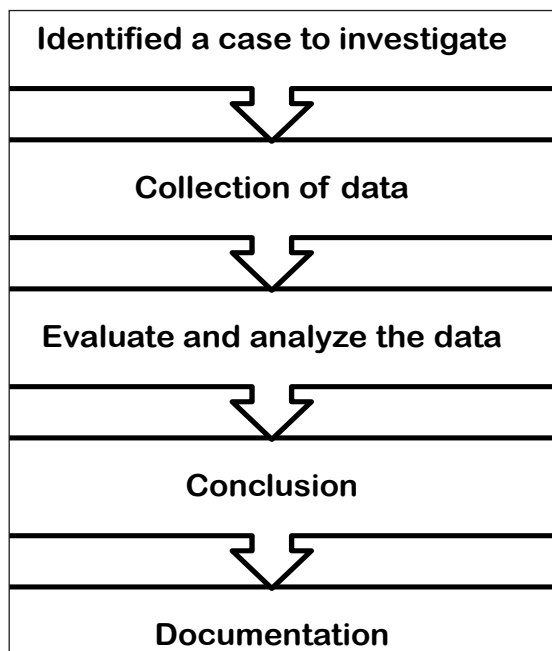 Identified a case to investigate
Collection of data
Evaluate and analyze the data
Conclusion
Documentation